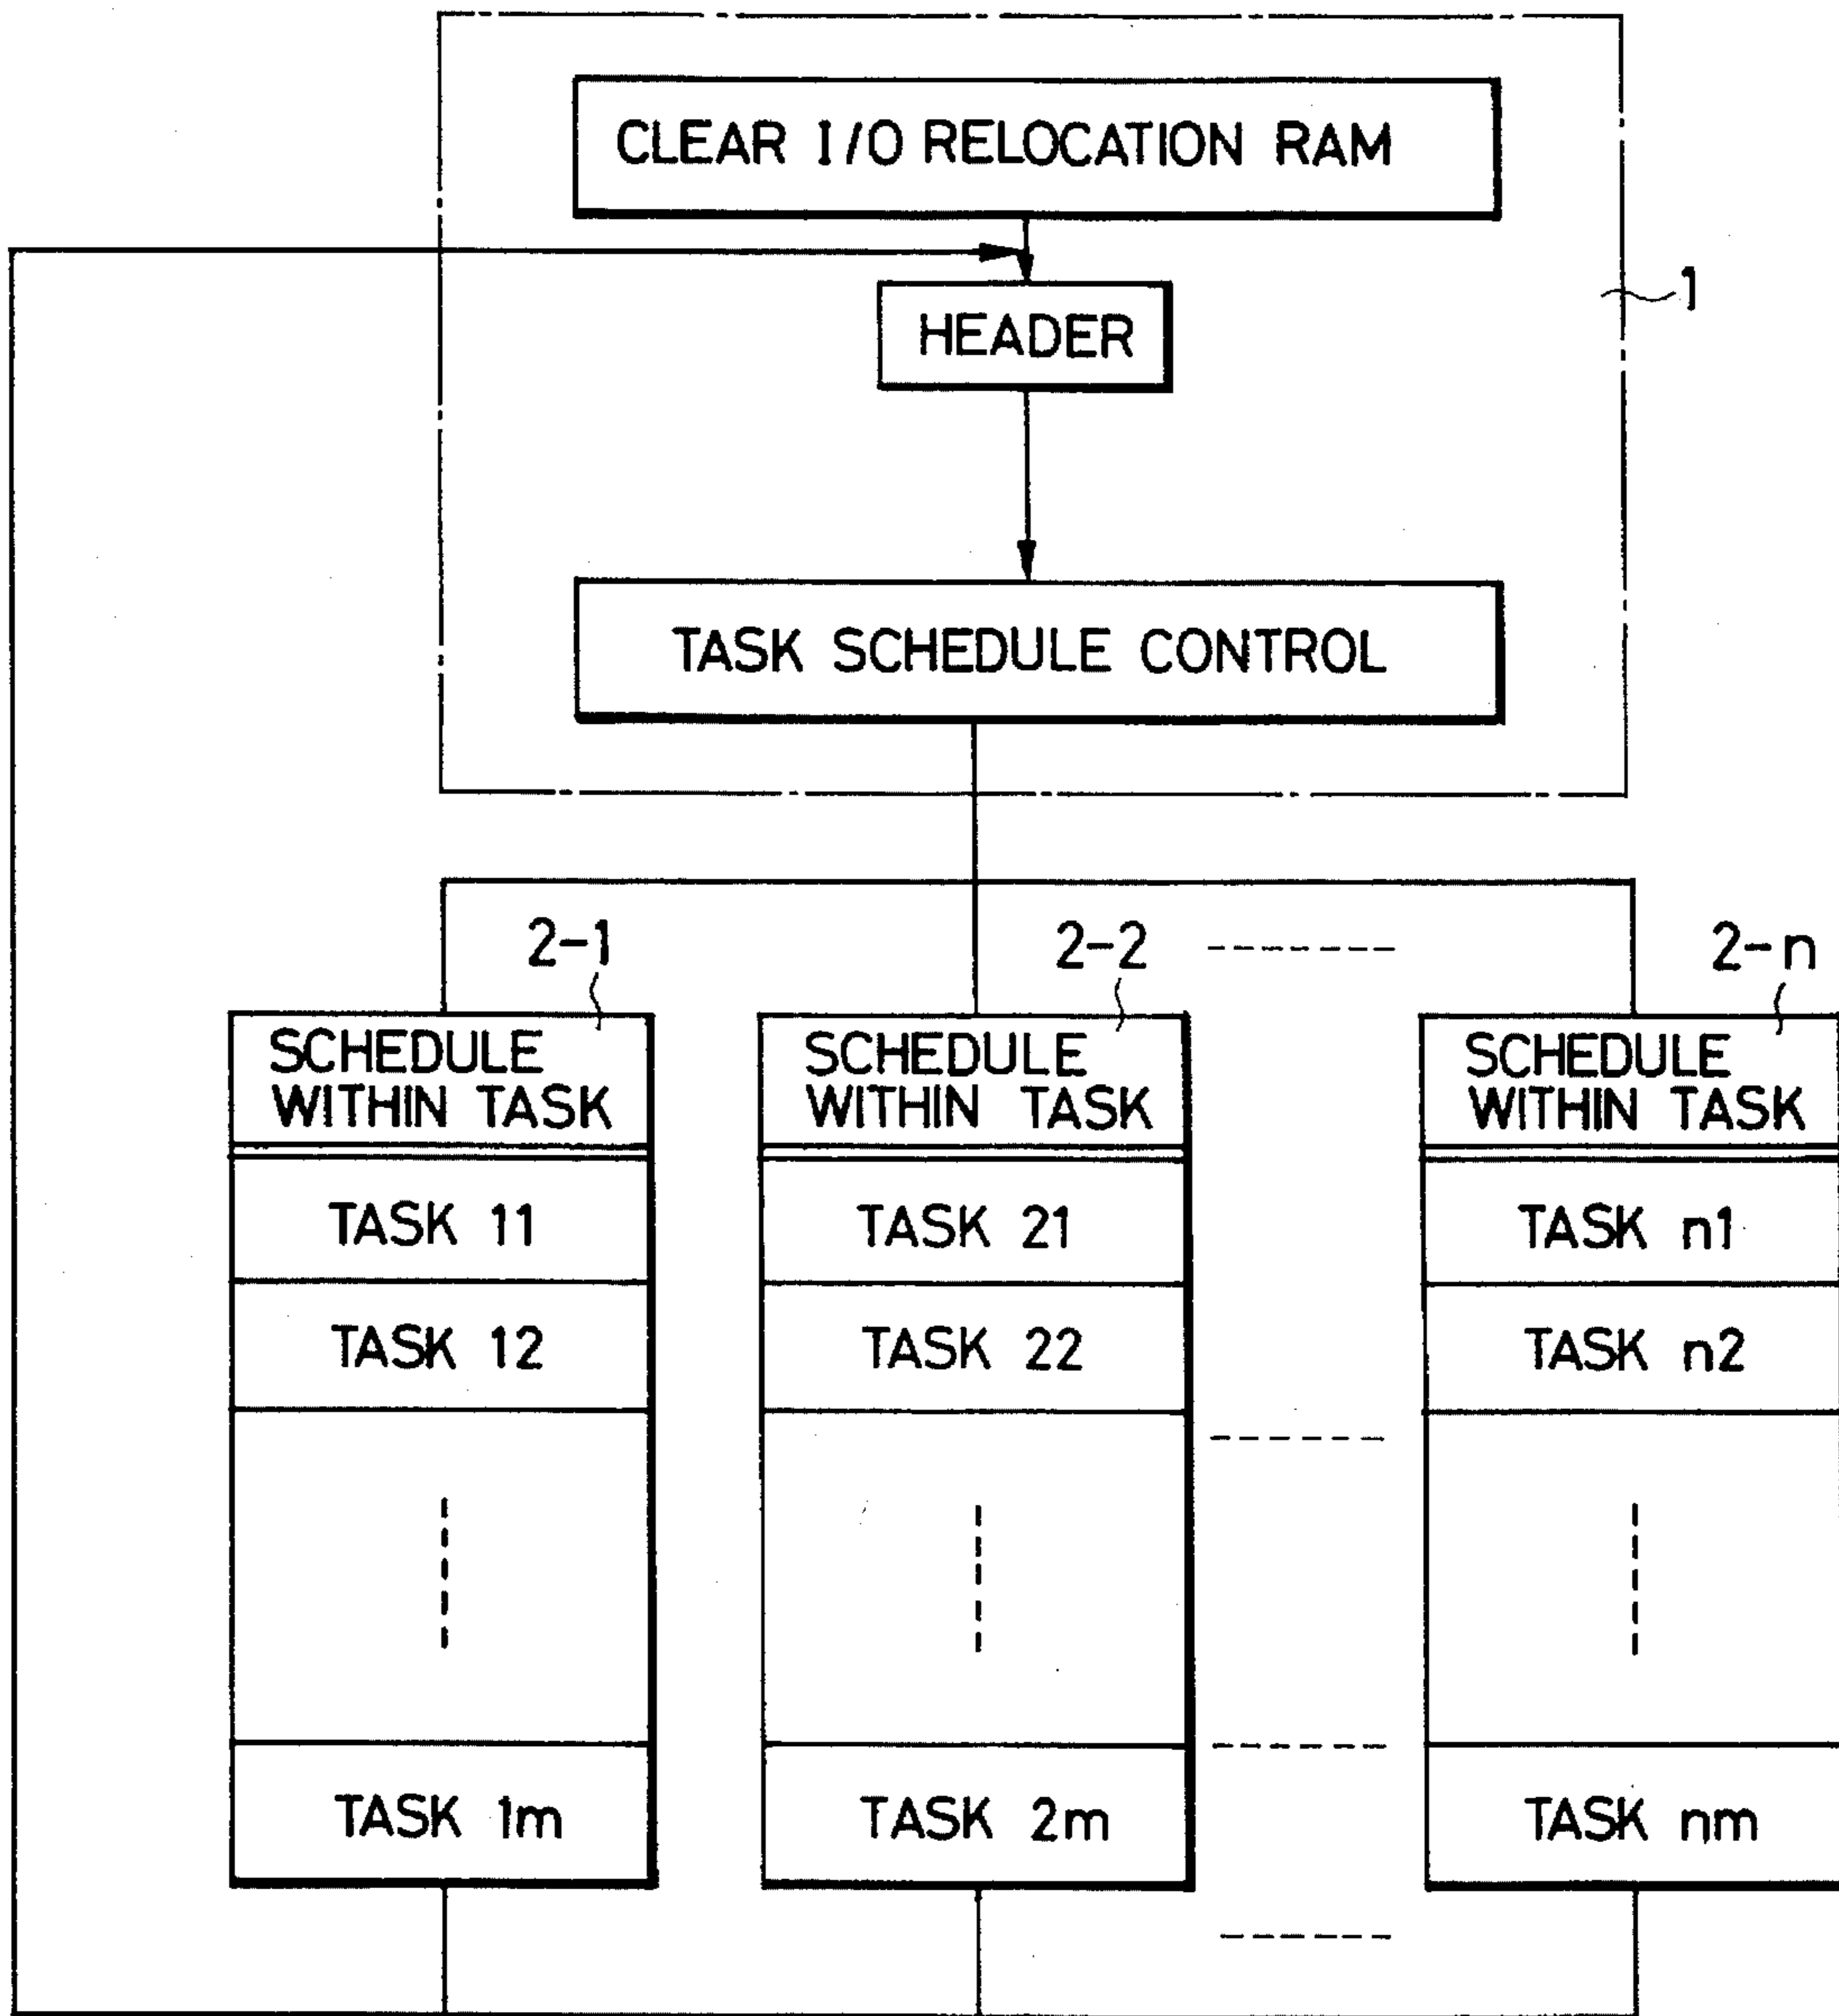 CLEAR I/O RELOCATION RAM
HEADER
1
TASK SCHEDULE CONTROL
2-1
2-2
2-n
SCHEDULE
WITHIN TASK
SCHEDULE
WITHIN TASK
SCHEDULE
WITHIN TASK
TASK 11
TASK 21
TASK n1
TASK 12
TASK 22
TASK n2
TASK 1m
TASK 2m
TASK nm